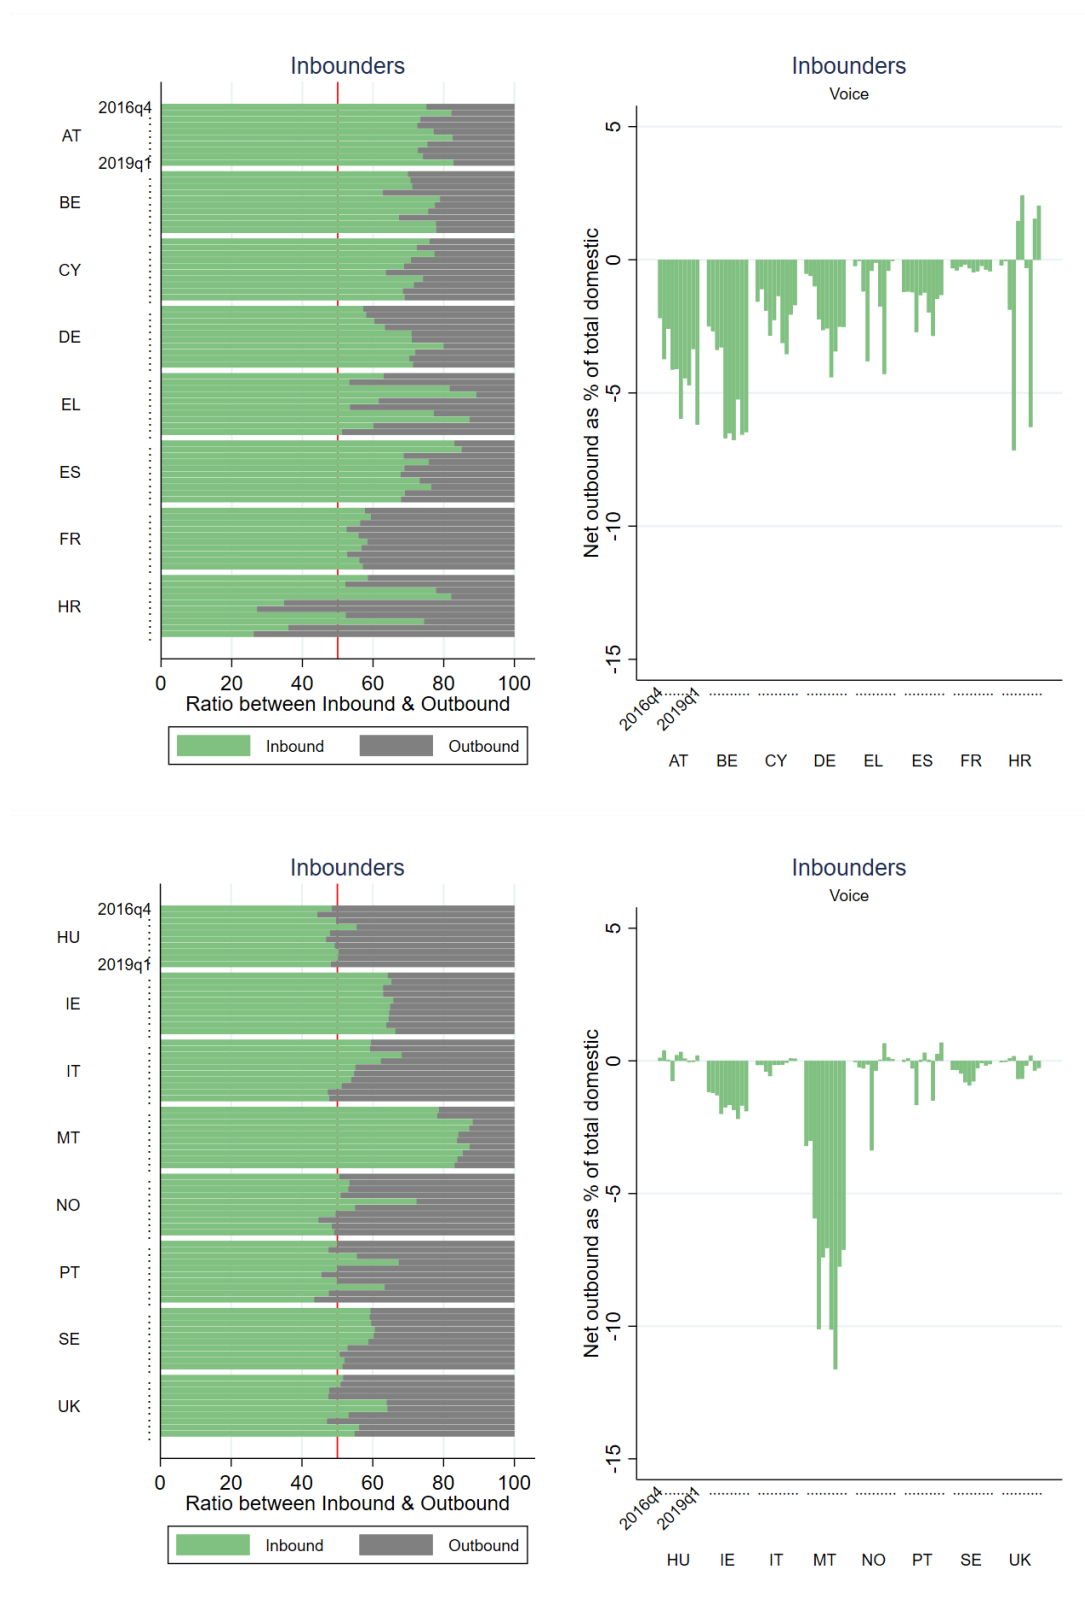 Inbounders
2016q4
AT
2019q1
BE
CY
DE
EL
ES
FR
HR
0 20 40 60 80 100
Ratio between Inbound & Outbound
Inbound Outbound
Inbounders
Voice
Net outbound as % of total domestic
5
0
-5
-10
-15
2016q4 2019q1
AT BE CY DE EL ES FR HR
Inbounders
2016q4
HU
2019q1
IE
IT
MT
NO
PT
SE
UK
0 20 40 60 80 100
Ratio between Inbound & Outbound
Inbound Outbound
Inbounders
Voice
Net outbound as % of total domestic
5
0
-5
-10
-15
2016q4 2019q1
HU IE IT MT NO PT SE UK